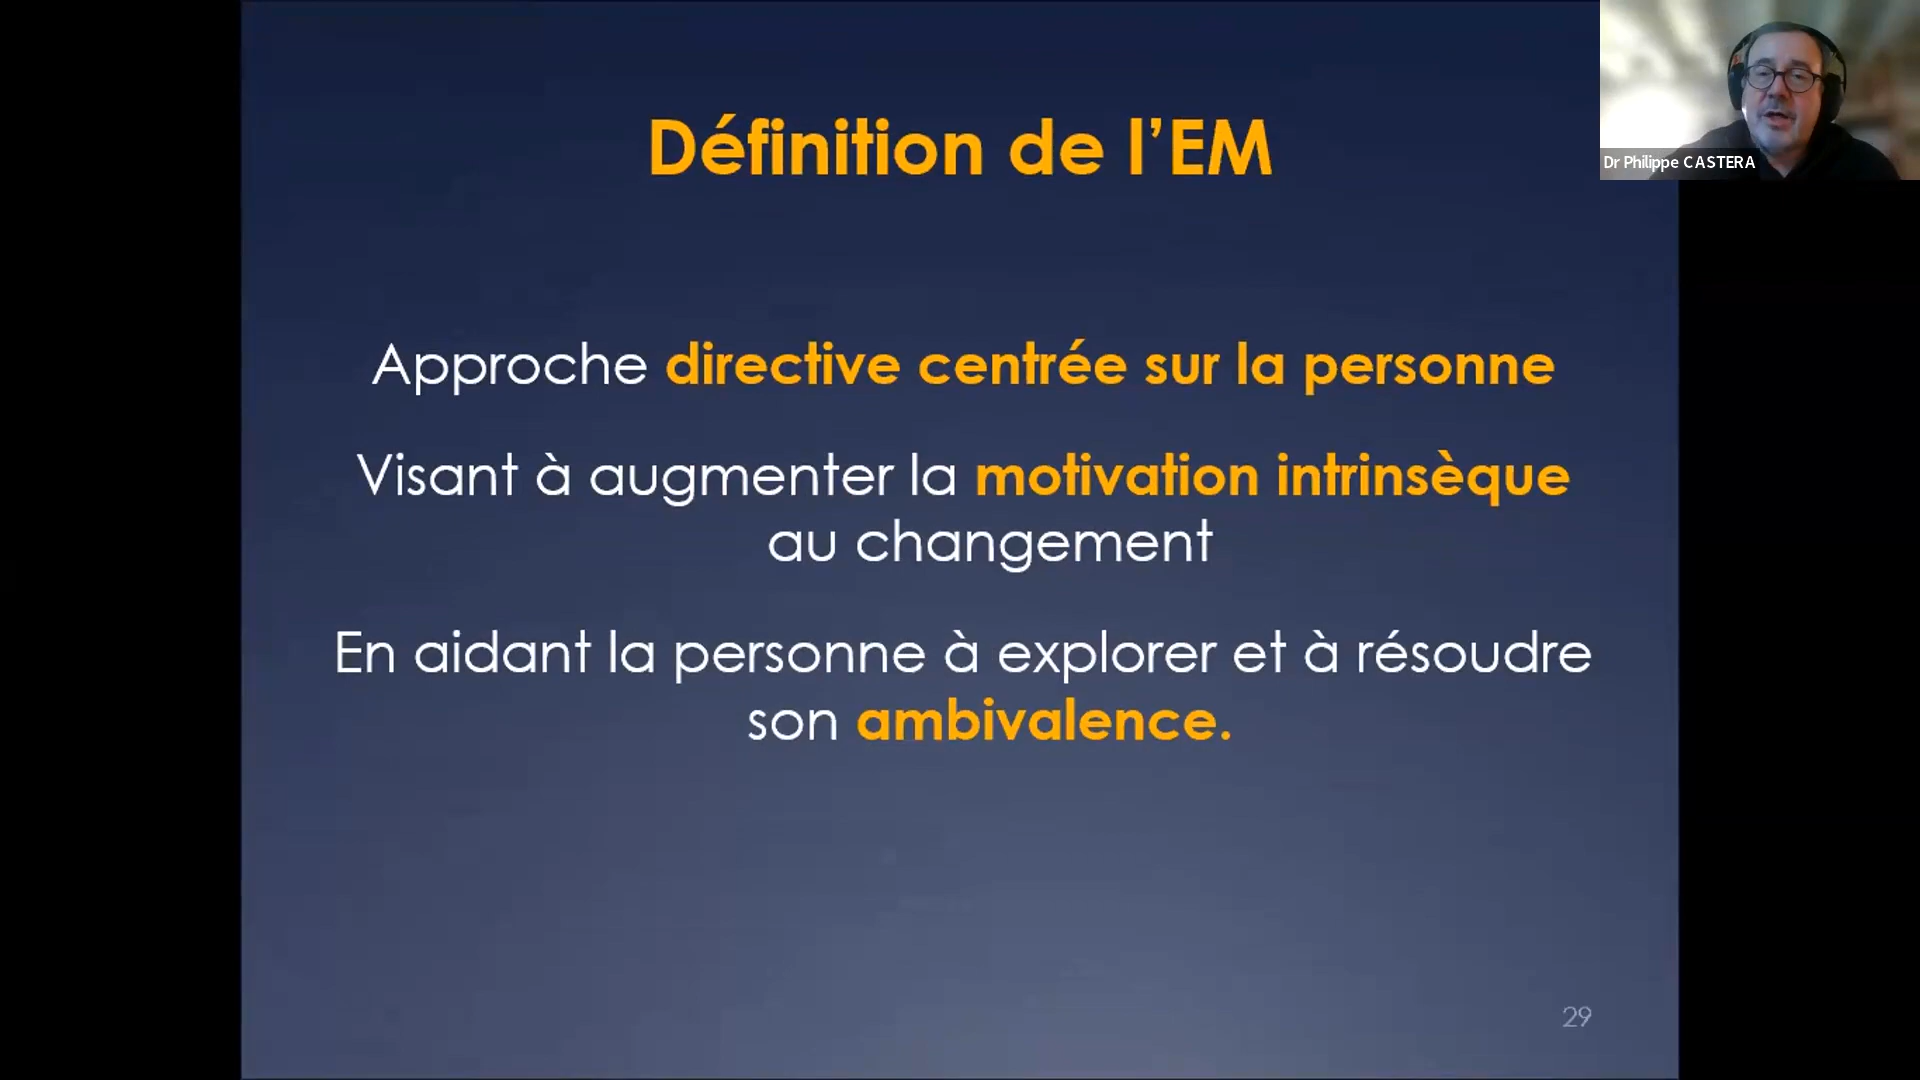 Définition de l’EM
Dr Philippe CASTERA
Approche directive centrée sur la personne
Visant à augmenter la motivation intrinsèque
au changement
En aidant la personne à explorer et à résoudre
son ambivalence.
29